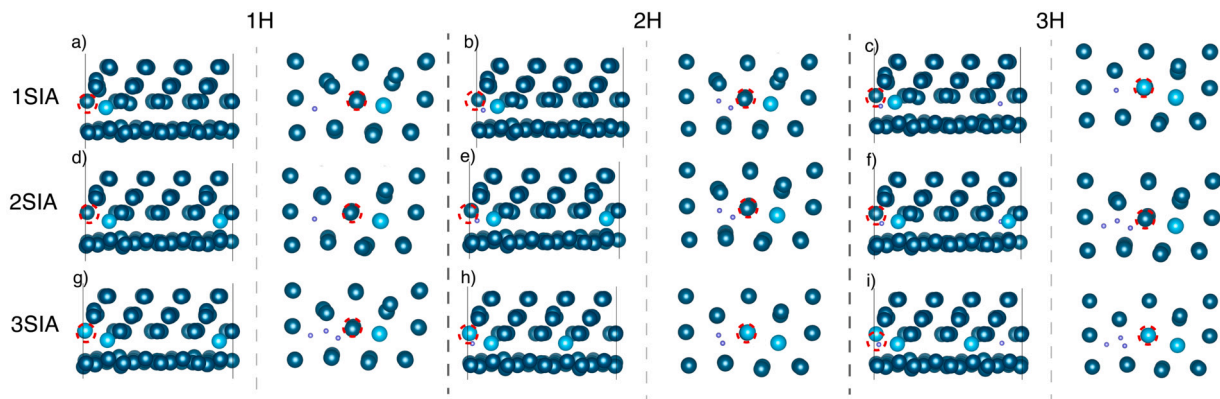 1H 2H 3H
a) b) c)
1SIA
d) e) f)
2SIA
g) h) i)
3SIA